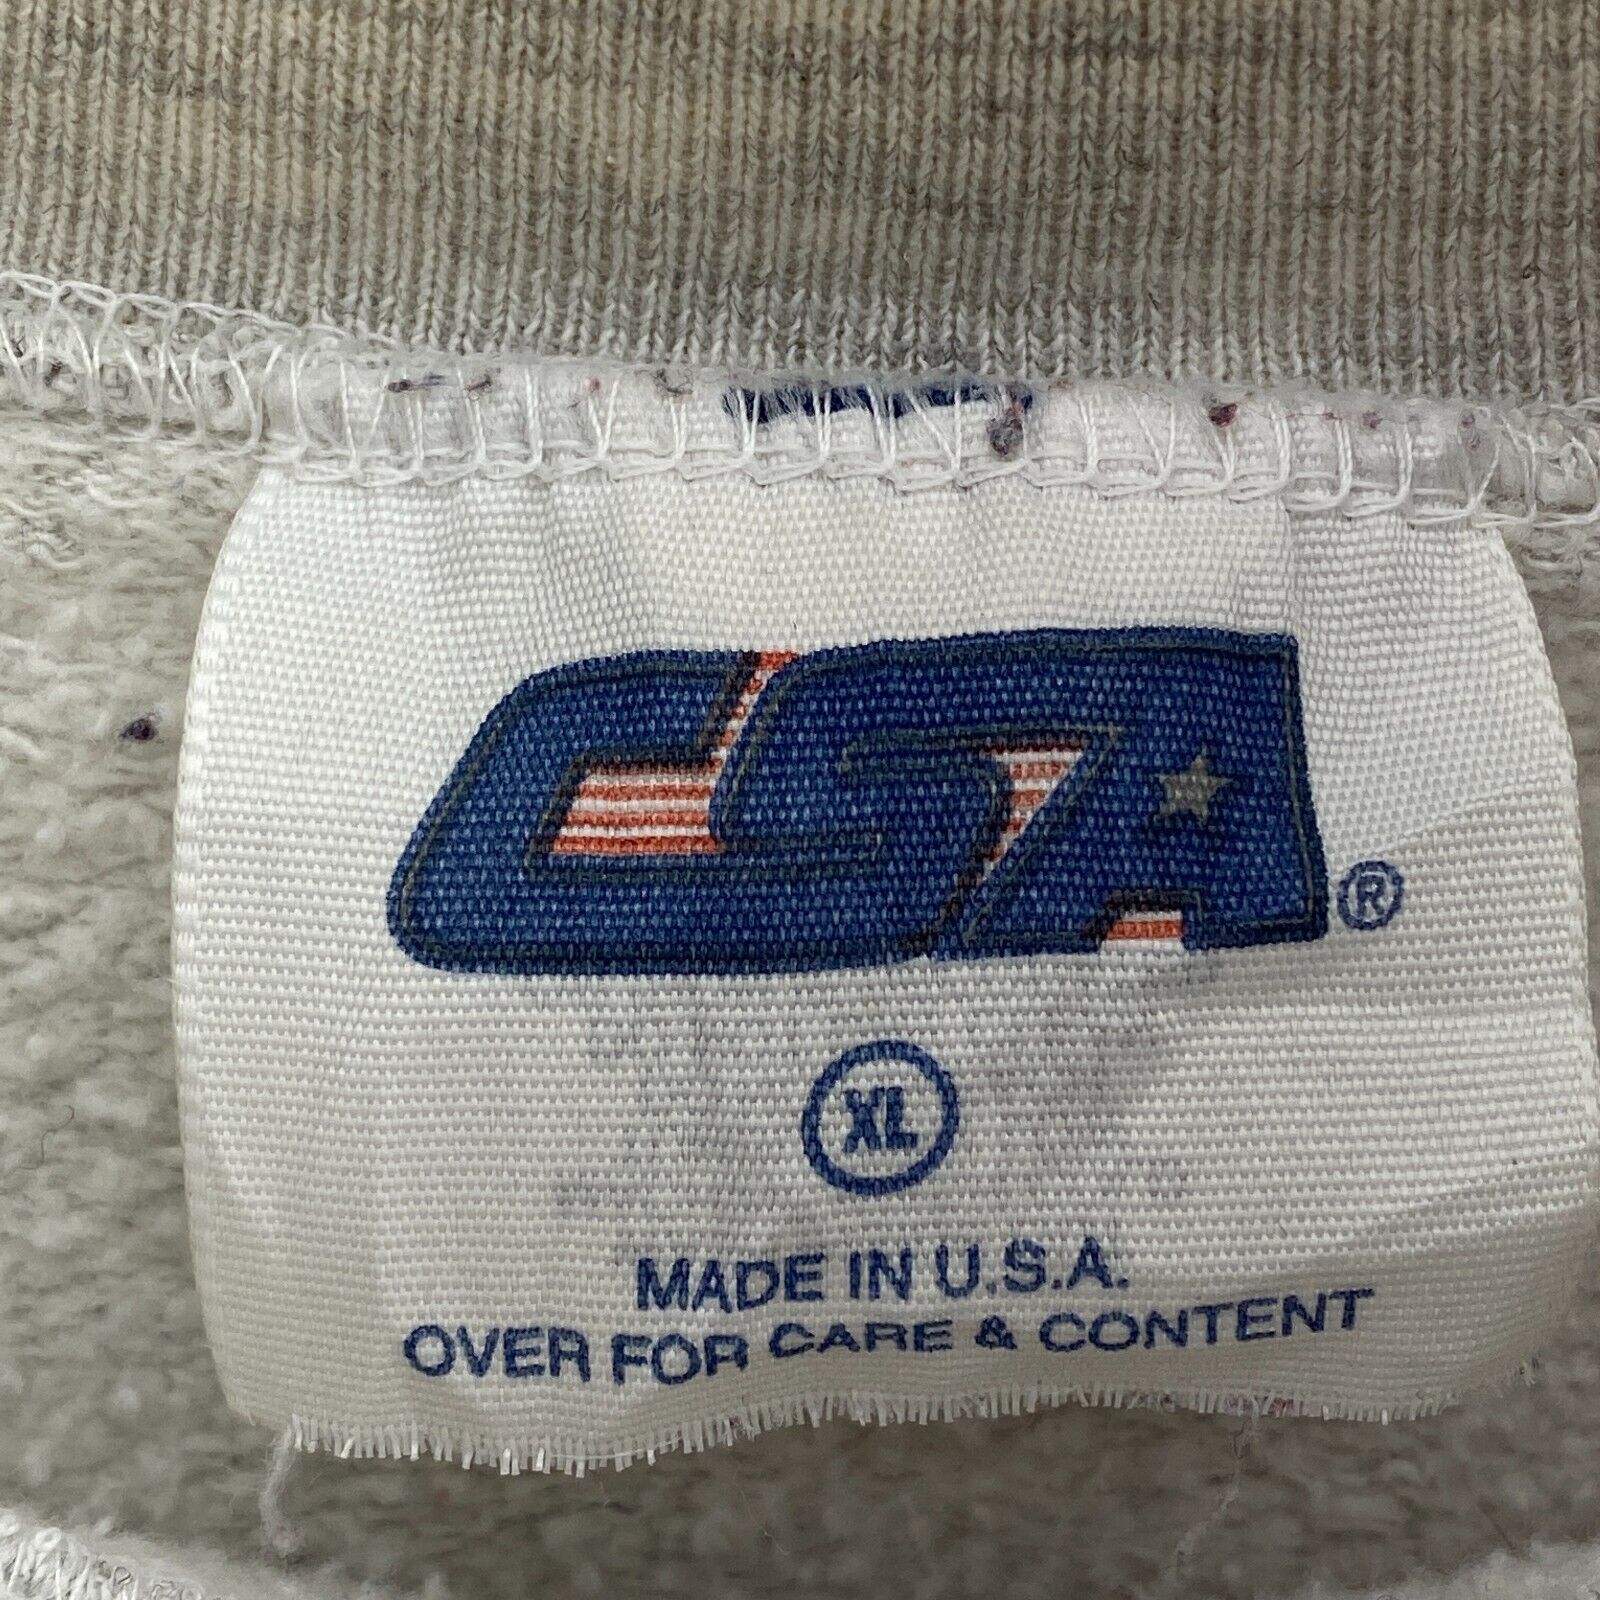 CSA®
XL
MADE IN U.S.A.
OVER FOR CARE & CONTENT